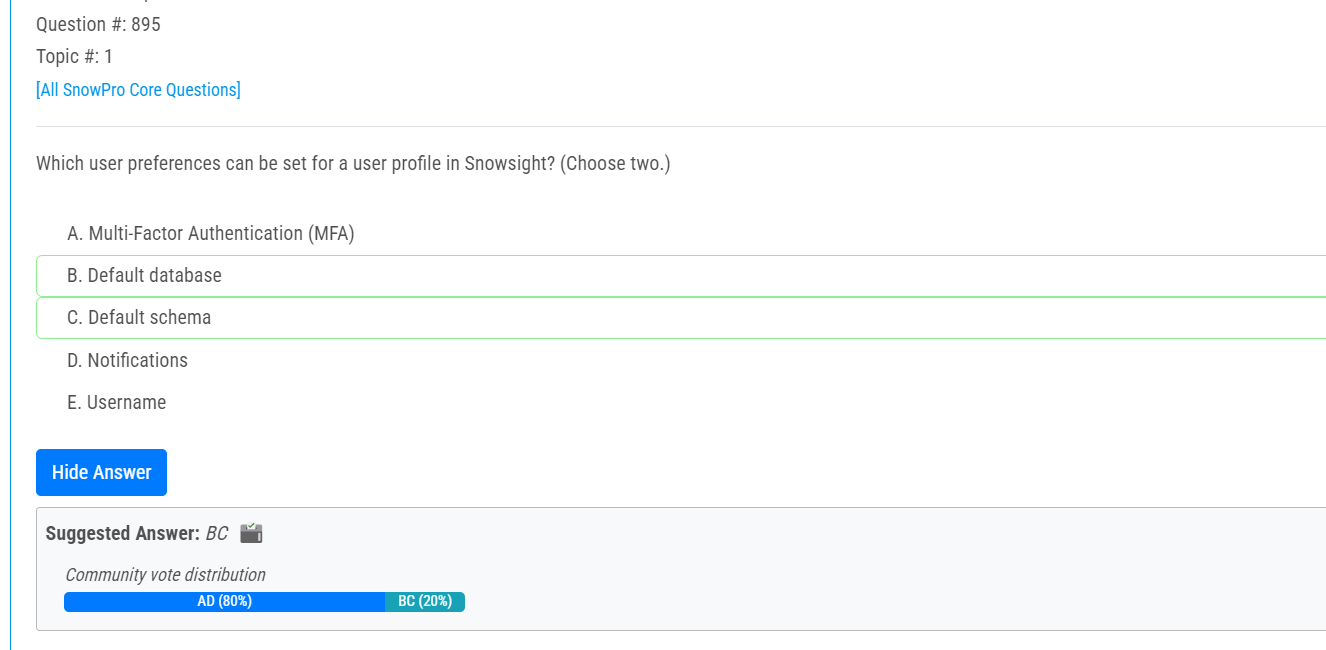 Question #: 895
Topic #: 1
[All SnowPro Core Questions]
Which user preferences can be set for a user profile in Snowsight? (Choose two.)
A. Multi-Factor Authentication (MFA)
B. Default database
C. Default schema
D. Notifications
E. Username
Hide Answer
Suggested Answer: BC
Community vote distribution
AD (80%) BC (20%)